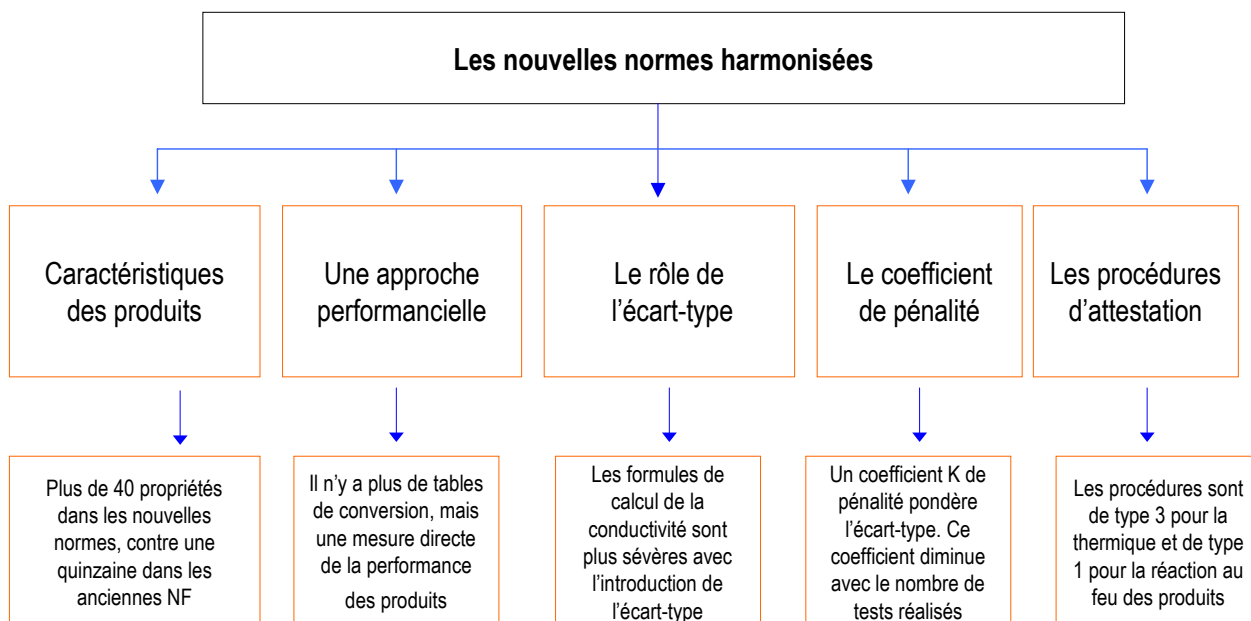 Les nouvelles normes harmonisées
Caractéristiques
des produits
Une approche
performancielle
Le rôle de
l’écart-type
Le coefficient
de pénalité
Les procédures
d’attestation
Plus de 40 propriétés
dans les nouvelles
normes, contre une
quinzaine dans les
anciennes NF
Il n’y a plus de tables
de conversion, mais
une mesure directe
de la performance
des produits
Les formules de
calcul de la
conductivité sont
plus sévères avec
l’introduction de
l’écart-type
Un coefficient K de
pénalité pondère
l’écart-type. Ce
coefficient diminue
avec le nombre de
tests réalisés
Les procédures sont
de type 3 pour la
thermique et de type
1 pour la réaction au
feu des produits